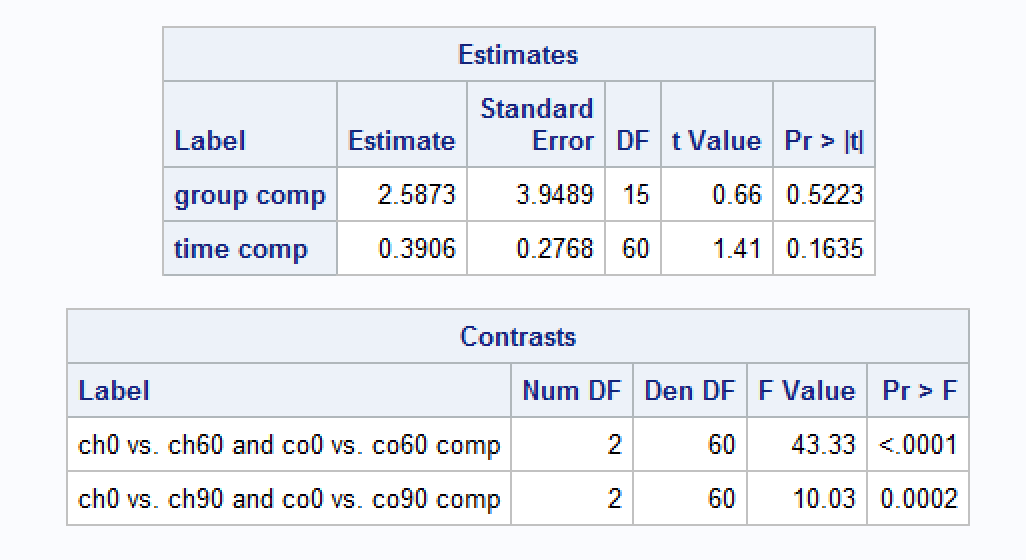 Estimates
Label Estimate Standard Error DF t Value Pr > |t|
group comp 2.5873 3.9489 15 0.66 0.5223
time comp 0.3906 0.2768 60 1.41 0.1635
Contrasts
Label Num DF Den DF F Value Pr > F
ch0 vs. ch60 and co0 vs. co60 comp 2 60 43.33 <.0001
ch0 vs. ch90 and co0 vs. co90 comp 2 60 10.03 0.0002